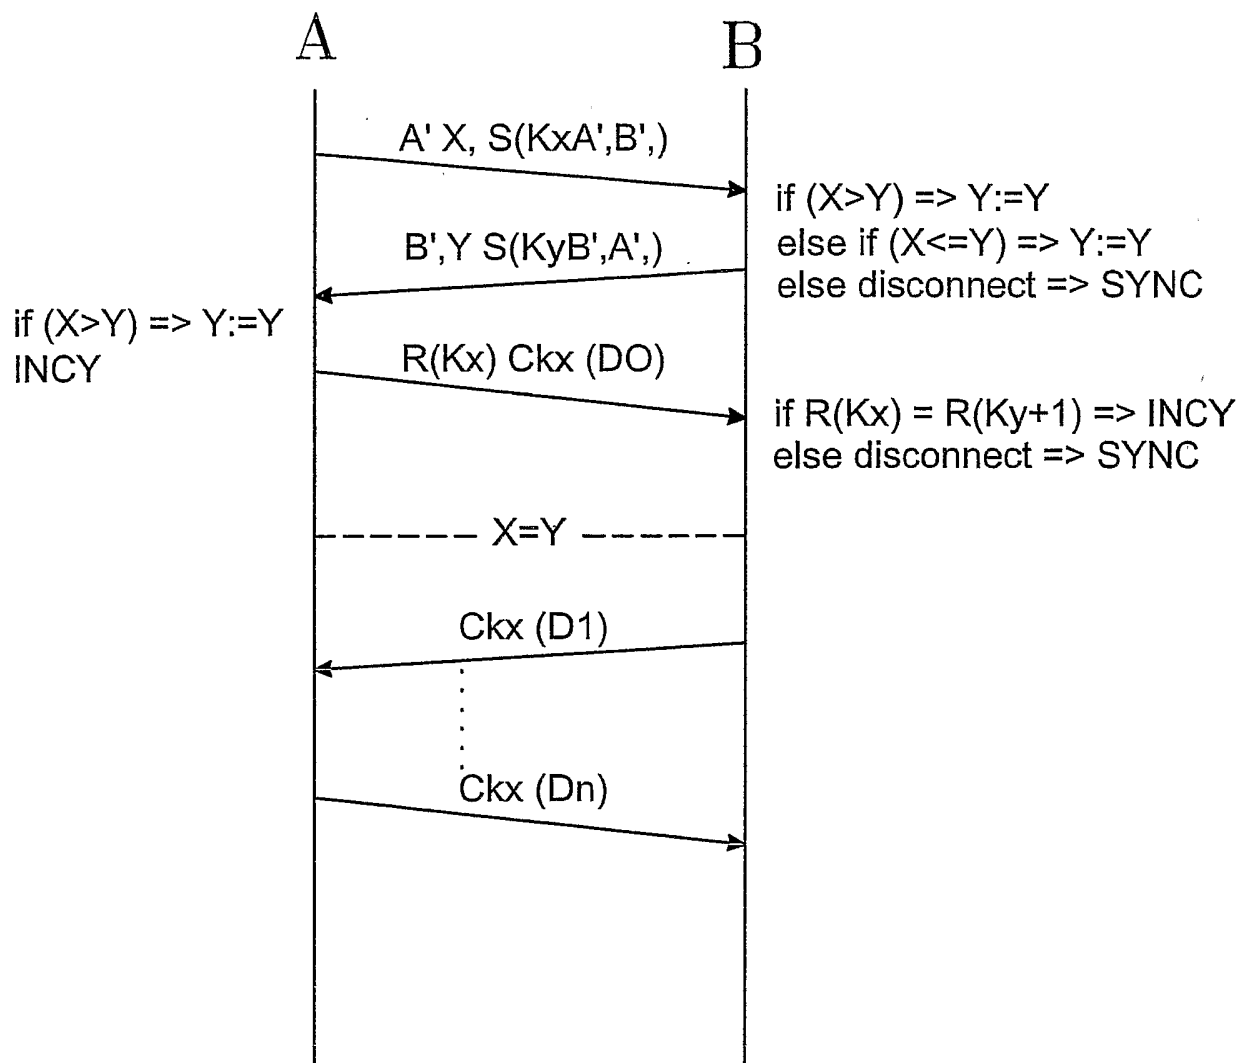 A
B
A' X, S(KxA',B',)
if (X>Y) => Y:=Y
else if (X<=Y) => Y:=Y
else disconnect => SYNC
B',Y S(KyB',A',)
if (X>Y) => Y:=Y
INCY
R(Kx) Ckx (DO)
if R(Kx) = R(Ky+1) => INCY
else disconnect => SYNC
X=Y
Ckx (D1)
Ckx (Dn)